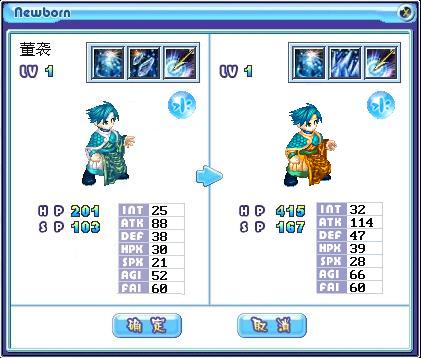 Newborn
董袭
LV 1
HP 201
SP 103
INT 25
ATK 88
DEF 38
HPX 30
SPX 21
AGI 52
FAI 60
LV 1
HP 415
SP 167
INT 32
ATK 114
DEF 47
HPX 39
SPX 28
AGI 66
FAI 60
确定
取消